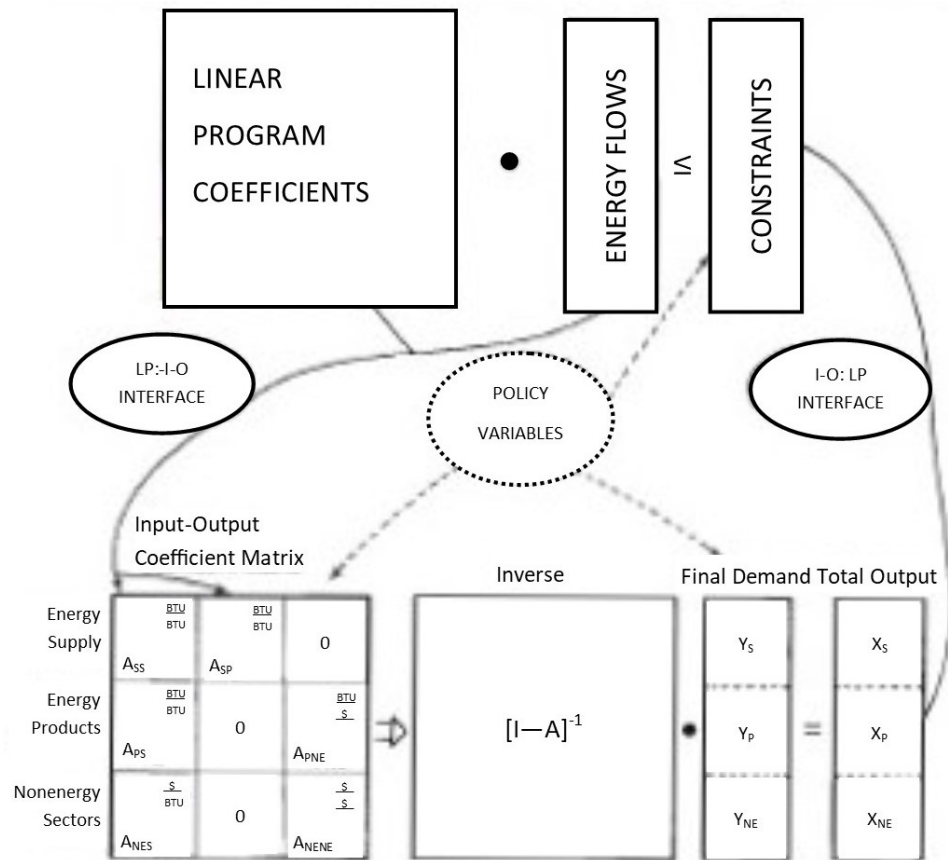 LINEAR
PROGRAM
COEFFICIENTS
•
ENERGY FLOWS
≤
CONSTRAINTS
LP:-I-O
INTERFACE
POLICY
VARIABLES
I-O: LP
INTERFACE
Input-Output
Coefficient Matrix
Inverse
Final Demand Total Output
Energy
Supply
BTU
BTU
A_SS
BTU
BTU
A_SP
0
Energy
Products
BTU
BTU
A_PS
0
BTU
$
A_PNE
Nonenergy
Sectors
$
BTU
A_NES
0
$
$
A_NENE
[I—A]⁻¹
•
Y_S
Y_P
Y_NE
=
X_S
X_P
X_NE